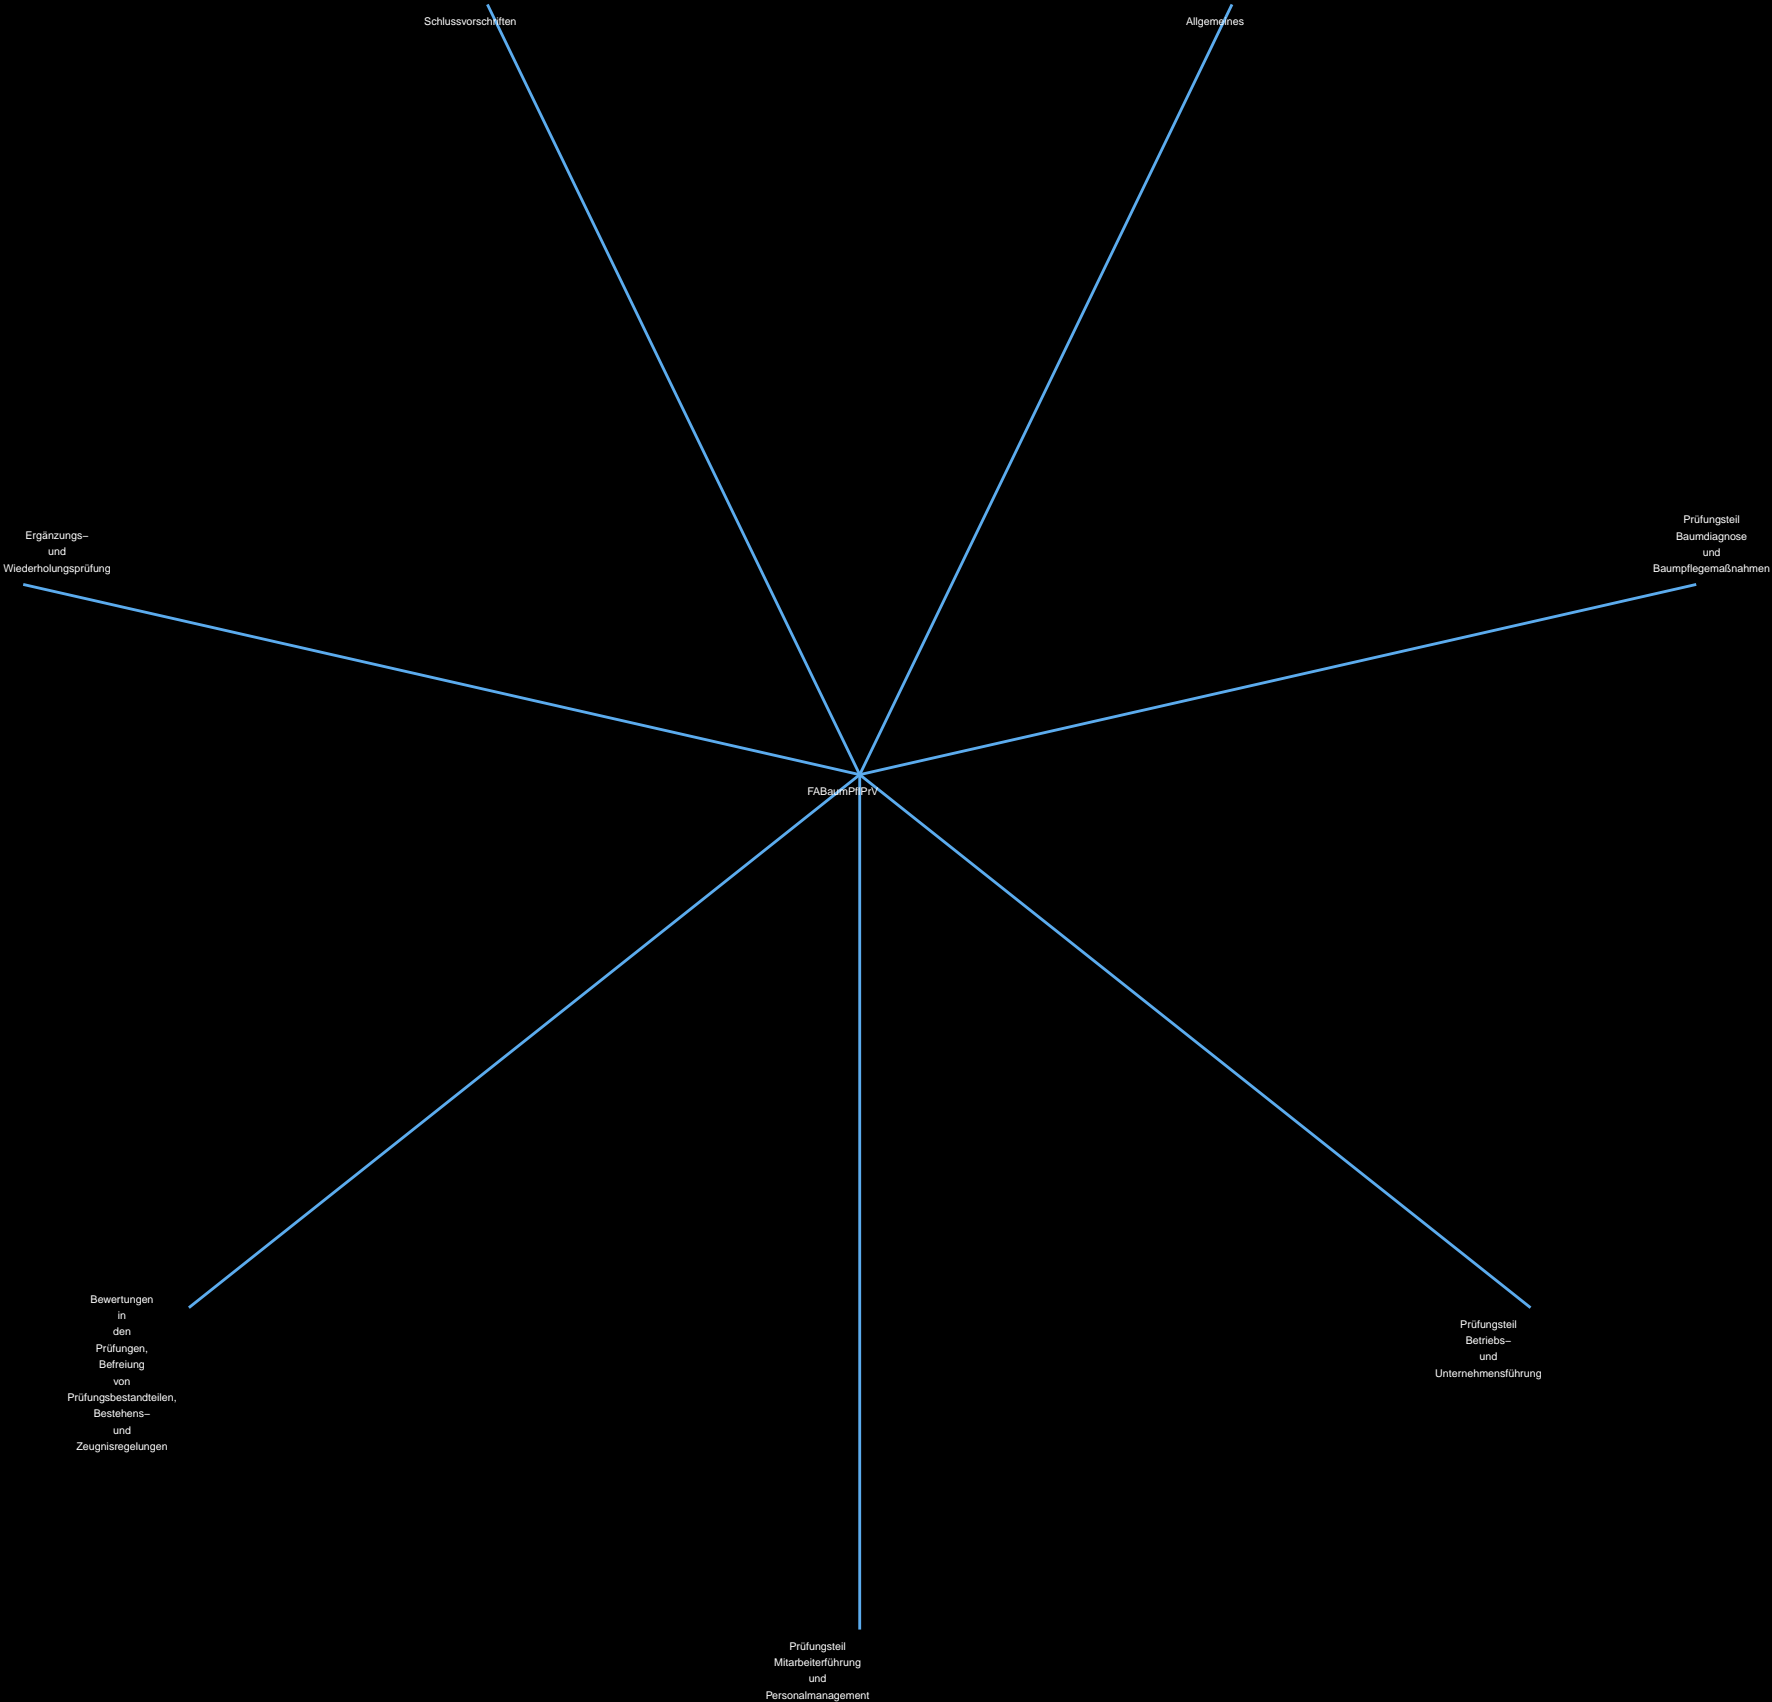 Schlussvorschriften
Allgemeines
Prüfungsteil
Baumdiagnose
und
Baumpflegemaßnahmen
Ergänzungs–
und
Wiederholungsprüfung
FABaumPflPrV
Bewertungen
in
den
Prüfungen,
Befreiung
von
Prüfungsbestandteilen,
Bestehens–
und
Zeugnisregelungen
Prüfungsteil
Betriebs–
und
Unternehmensführung
Prüfungsteil
Mitarbeiterführung
und
Personalmanagement